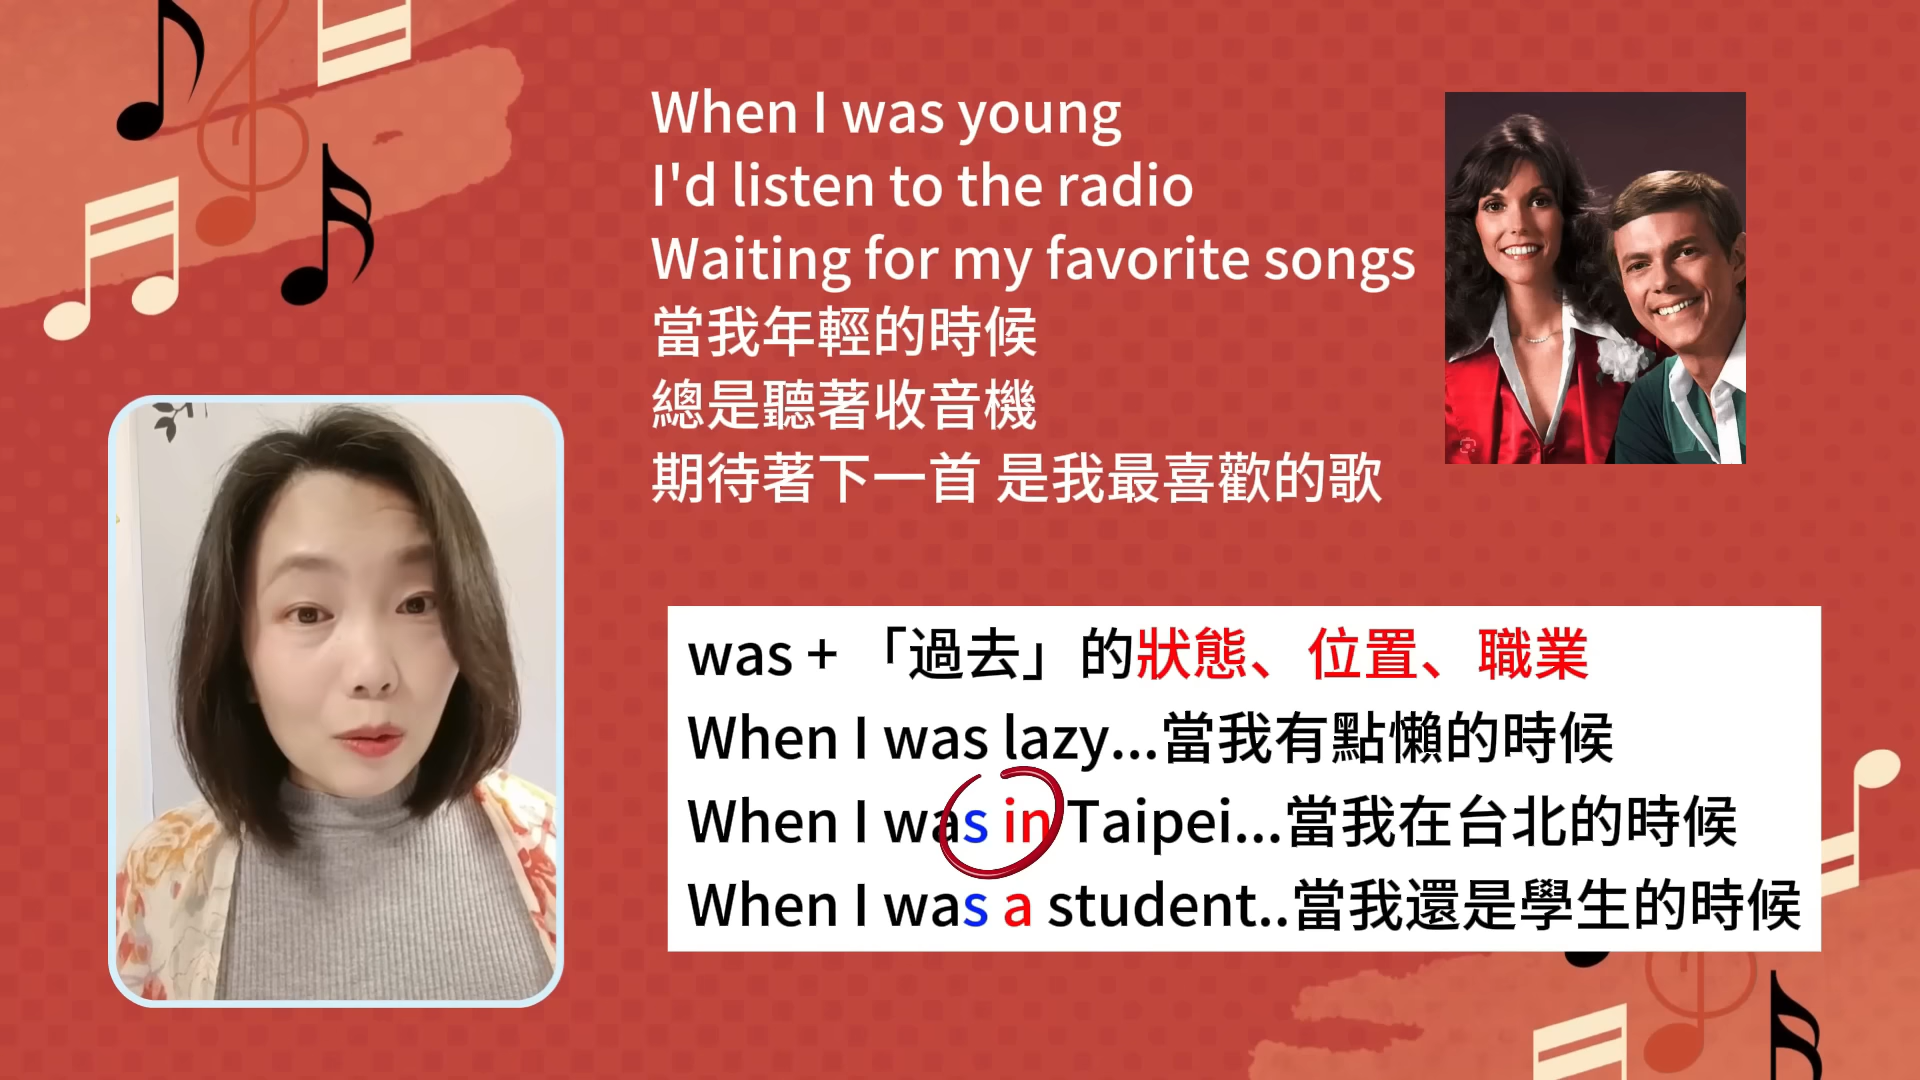 When I was young
I'd listen to the radio
Waiting for my favorite songs
當我年輕的時候
總是聽著收音機
期待著下一首 是我最喜歡的歌
was + 「過去」的狀態、位置、職業
When I was lazy...當我有點懶的時候
When I was in Taipei...當我在台北的時候
When I was a student..當我還是學生的時候